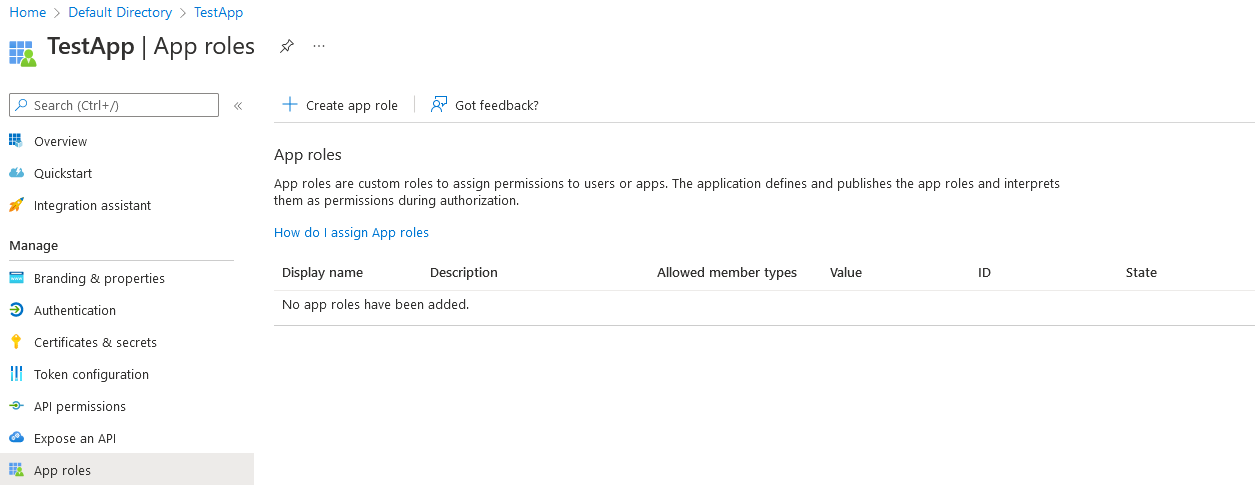 Home > Default Directory > TestApp
TestApp | App roles
Search (Ctrl+/)
«
Overview
Quickstart
Integration assistant
Manage
Branding & properties
Authentication
Certificates & secrets
Token configuration
API permissions
Expose an API
App roles
Create app role
Got feedback?
App roles
App roles are custom roles to assign permissions to users or apps. The application defines and publishes the app roles and interprets
them as permissions during authorization.
How do I assign App roles
Display name Description Allowed member types Value ID State
No app roles have been added.